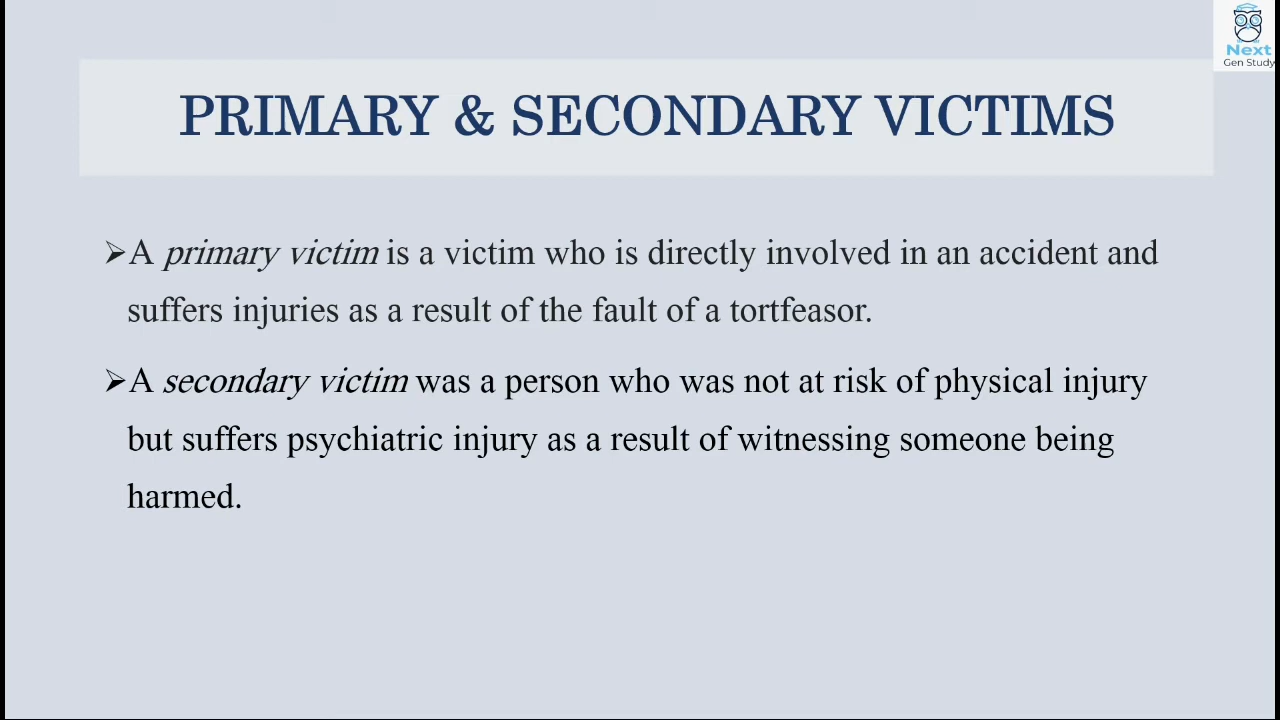 Next
Gen Study
PRIMARY & SECONDARY VICTIMS
➢A primary victim is a victim who is directly involved in an accident and
suffers injuries as a result of the fault of a tortfeasor.
➢A secondary victim was a person who was not at risk of physical injury
but suffers psychiatric injury as a result of witnessing someone being
harmed.